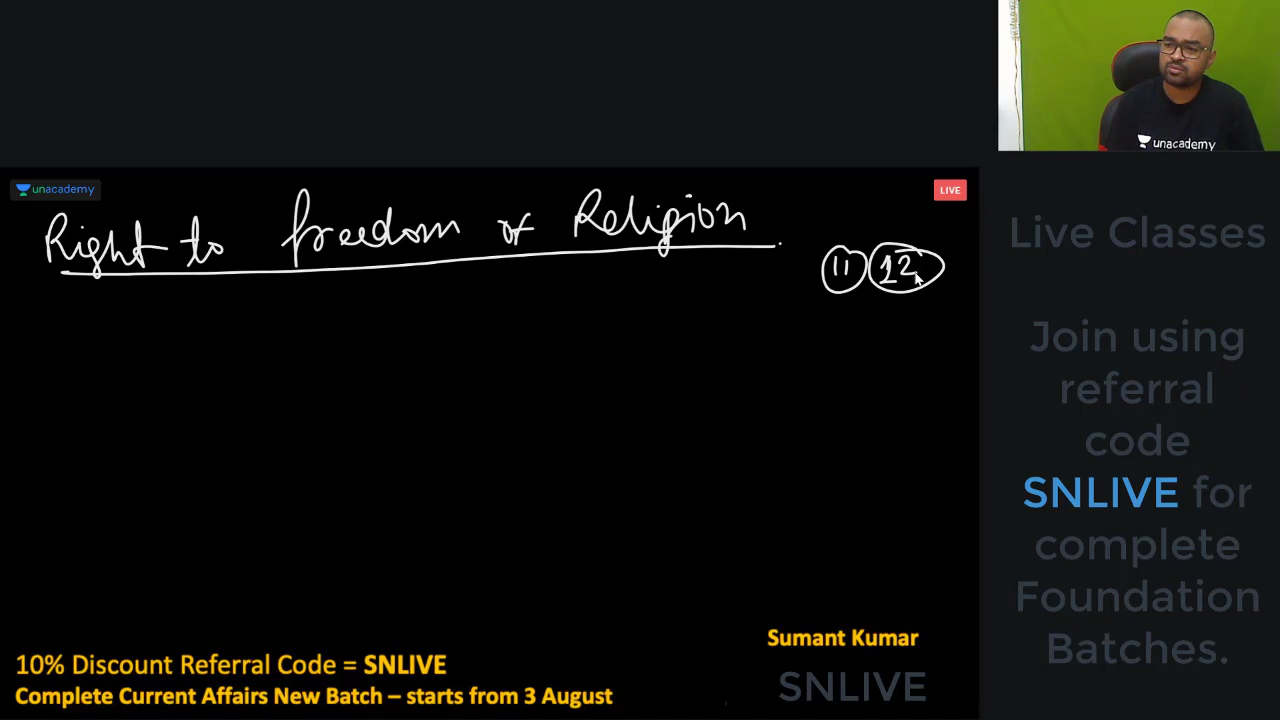 unacademy
unacademy
LIVE
Right to freedom of Religion
11 12
Live Classes
Join using
referral
code
SNLIVE for
complete
Foundation
Batches.
Sumant Kumar
SNLIVE
10% Discount Referral Code = SNLIVE
Complete Current Affairs New Batch – starts from 3 August